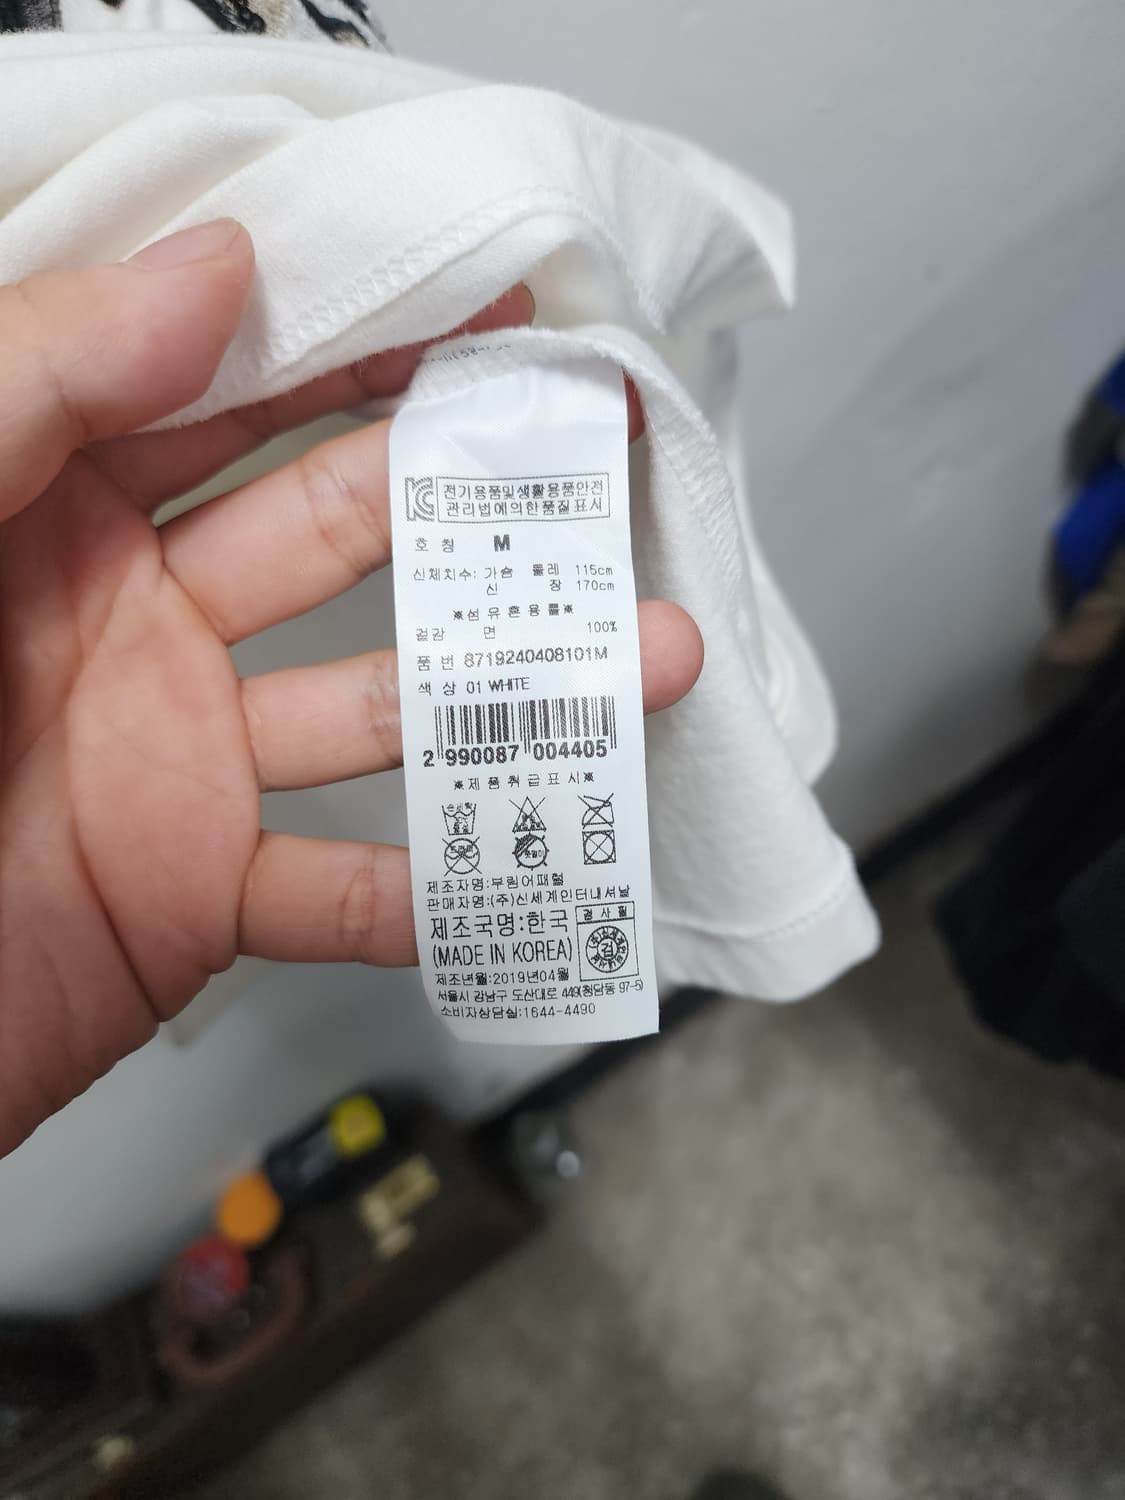 전기용품및생활용품안전
관리법에의한품질표시
호 칭 M
신체치수: 가슴 둘레 115cm
신 장 170cm
※섬 유 혼 용 률※
겉감 면 100%
품 번 8719240408101M
색 상 01 WHITE
2 990087 004405
※제 품 취 급 표 시※
제조자명:부림어패럴
판매자명:(주)신세계인터내셔날
제조국명:한국
검 사 필
(MADE IN KOREA)
검
제조년월:2019년04월
서울시 강남구 도산대로 449(청담동 97-5)
소비자상담실:1644-4490